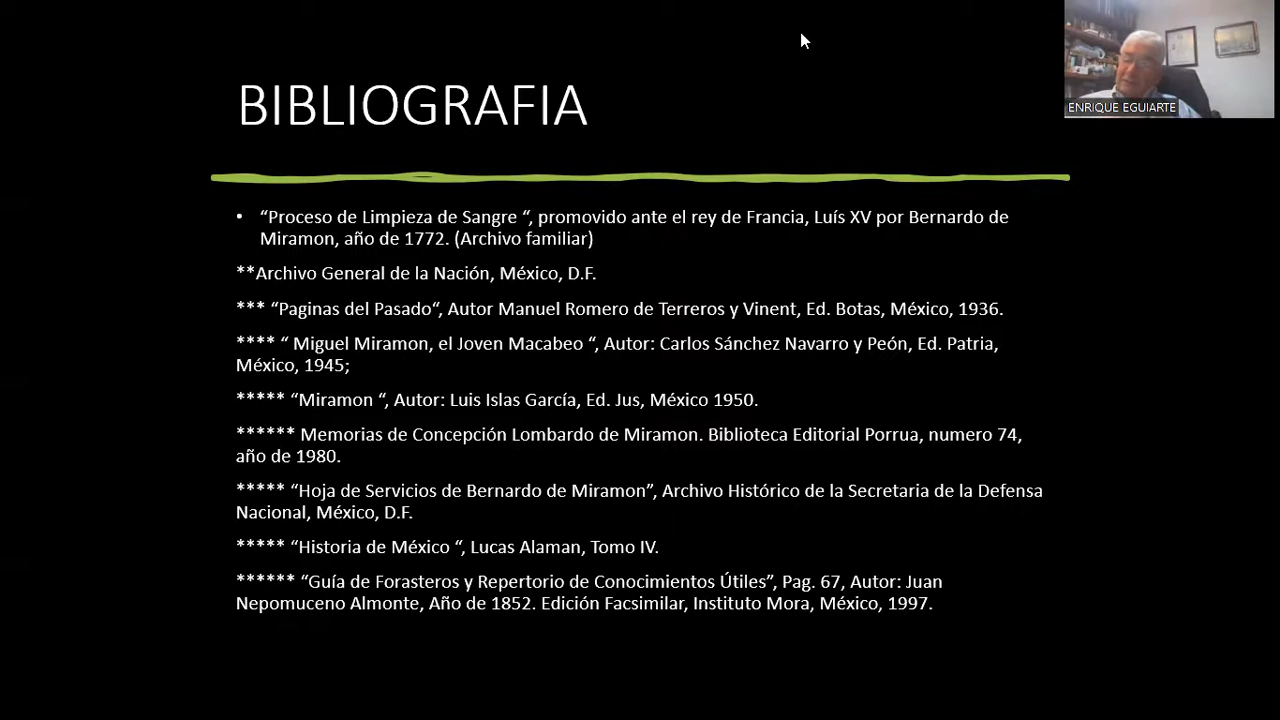 ENRIQUE EGUIARTE
BIBLIOGRAFIA
• “Proceso de Limpieza de Sangre “, promovido ante el rey de Francia, Luís XV por Bernardo de
Miramon, año de 1772. (Archivo familiar)
**Archivo General de la Nación, México, D.F.
*** “Paginas del Pasado“, Autor Manuel Romero de Terreros y Vinent, Ed. Botas, México, 1936.
**** “ Miguel Miramon, el Joven Macabeo “, Autor: Carlos Sánchez Navarro y Peón, Ed. Patria,
México, 1945;
***** “Miramon “, Autor: Luis Islas García, Ed. Jus, México 1950.
****** Memorias de Concepción Lombardo de Miramon. Biblioteca Editorial Porrua, numero 74,
año de 1980.
***** “Hoja de Servicios de Bernardo de Miramon”, Archivo Histórico de la Secretaria de la Defensa
Nacional, México, D.F.
***** “Historia de México “, Lucas Alaman, Tomo IV.
****** “Guía de Forasteros y Repertorio de Conocimientos Útiles”, Pag. 67, Autor: Juan
Nepomuceno Almonte, Año de 1852. Edición Facsimilar, Instituto Mora, México, 1997.